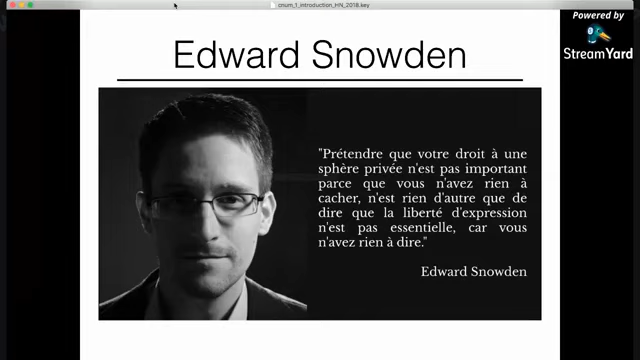 cnum_1_introduction_HN_2018.key
Powered by
StreamYard
Edward Snowden
"Prétendre que votre droit à une
sphère privée n'est pas important
parce que vous n'avez rien à
cacher, n'est rien d'autre que de
dire que la liberté d'expression
n'est pas essentielle, car vous
n'avez rien à dire."
Edward Snowden